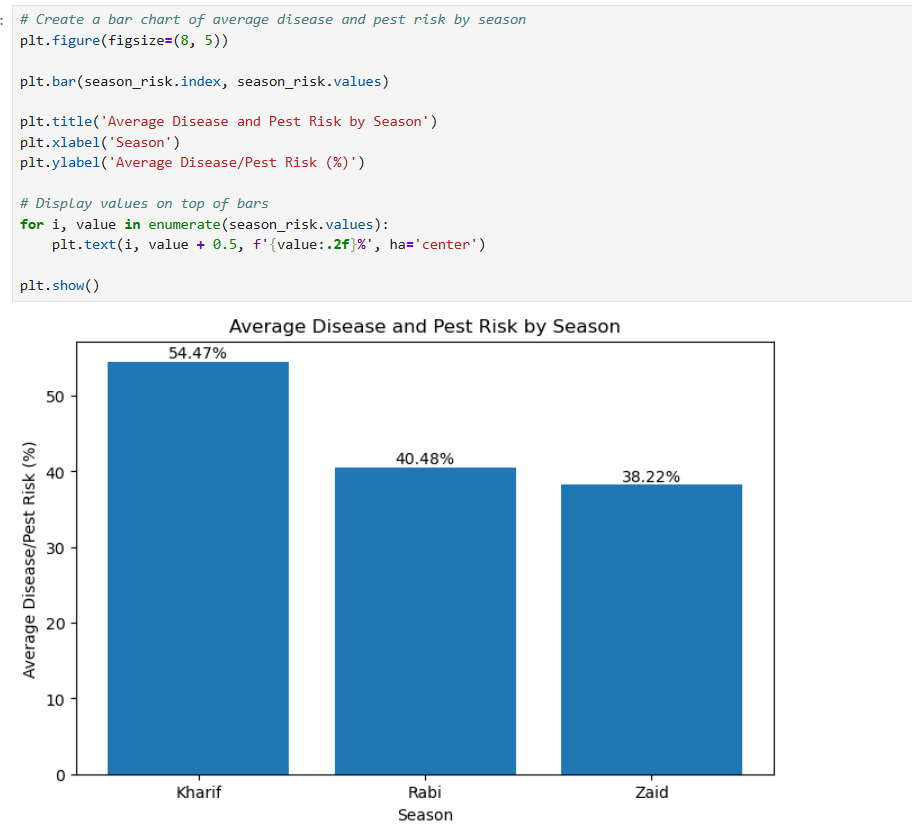 :
# Create a bar chart of average disease and pest risk by season
plt.figure(figsize=(8, 5))
plt.bar(season_risk.index, season_risk.values)
plt.title('Average Disease and Pest Risk by Season')
plt.xlabel('Season')
plt.ylabel('Average Disease/Pest Risk (%)')
# Display values on top of bars
for i, value in enumerate(season_risk.values):
    plt.text(i, value + 0.5, f'{value:.2f}%', ha='center')
plt.show()
Average Disease and Pest Risk by Season
54.47%
40.48%
38.22%
50
40
30
20
10
0
Average Disease/Pest Risk (%)
Kharif
Rabi
Zaid
Season